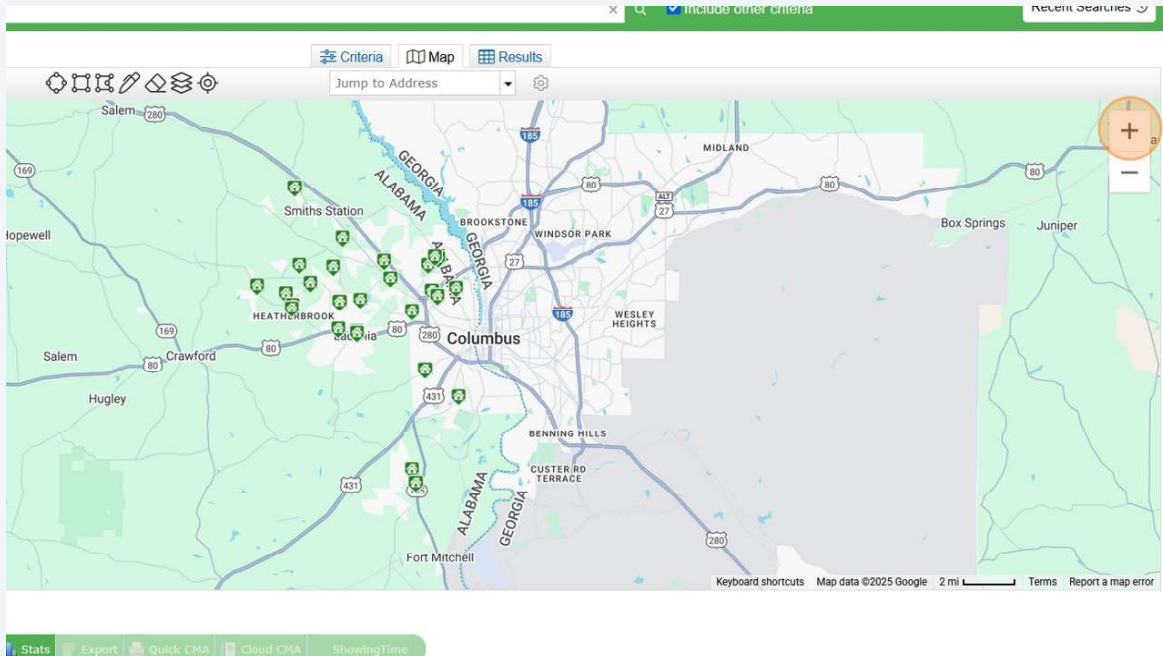 Include other criteria
Recent Searches
Criteria
Map
Results
Jump to Address
Salem
280
169
185
MIDLAND
GEORGIA
ALABAMA
80
80
80
Smiths Station
185
ALT
27
BROOKSTONE
WINDSOR PARK
Box Springs
Juniper
GEORGIA
27
HEATHERBROOK
185
WESLEY
HEIGHTS
169
80
280
Columbus
Salem
80
Crawford
80
Hugley
431
BENNING HILLS
CUSTER RD
TERRACE
431
ALABAMA
GEORGIA
280
Fort Mitchell
Keyboard shortcuts
Map data ©2025 Google
2 mi
Terms
Report a map error
Stats
Export
Quick CMA
Cloud CMA
ShowingTime